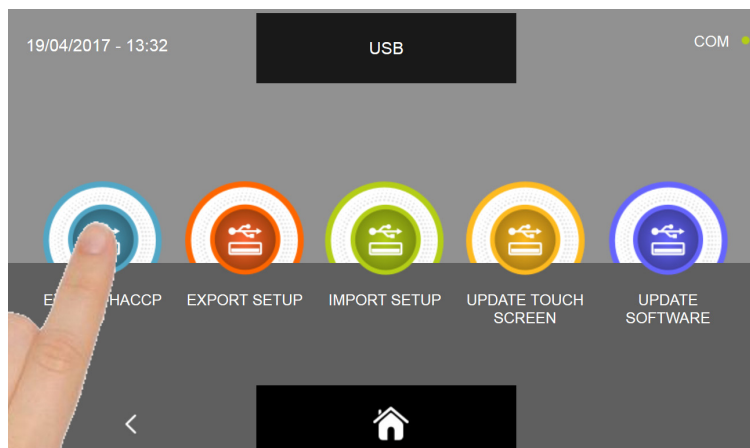 19/04/2017 - 13:32
USB
COM
HACCP
EXPORT SETUP
IMPORT SETUP
UPDATE TOUCH
SCREEN
UPDATE
SOFTWARE